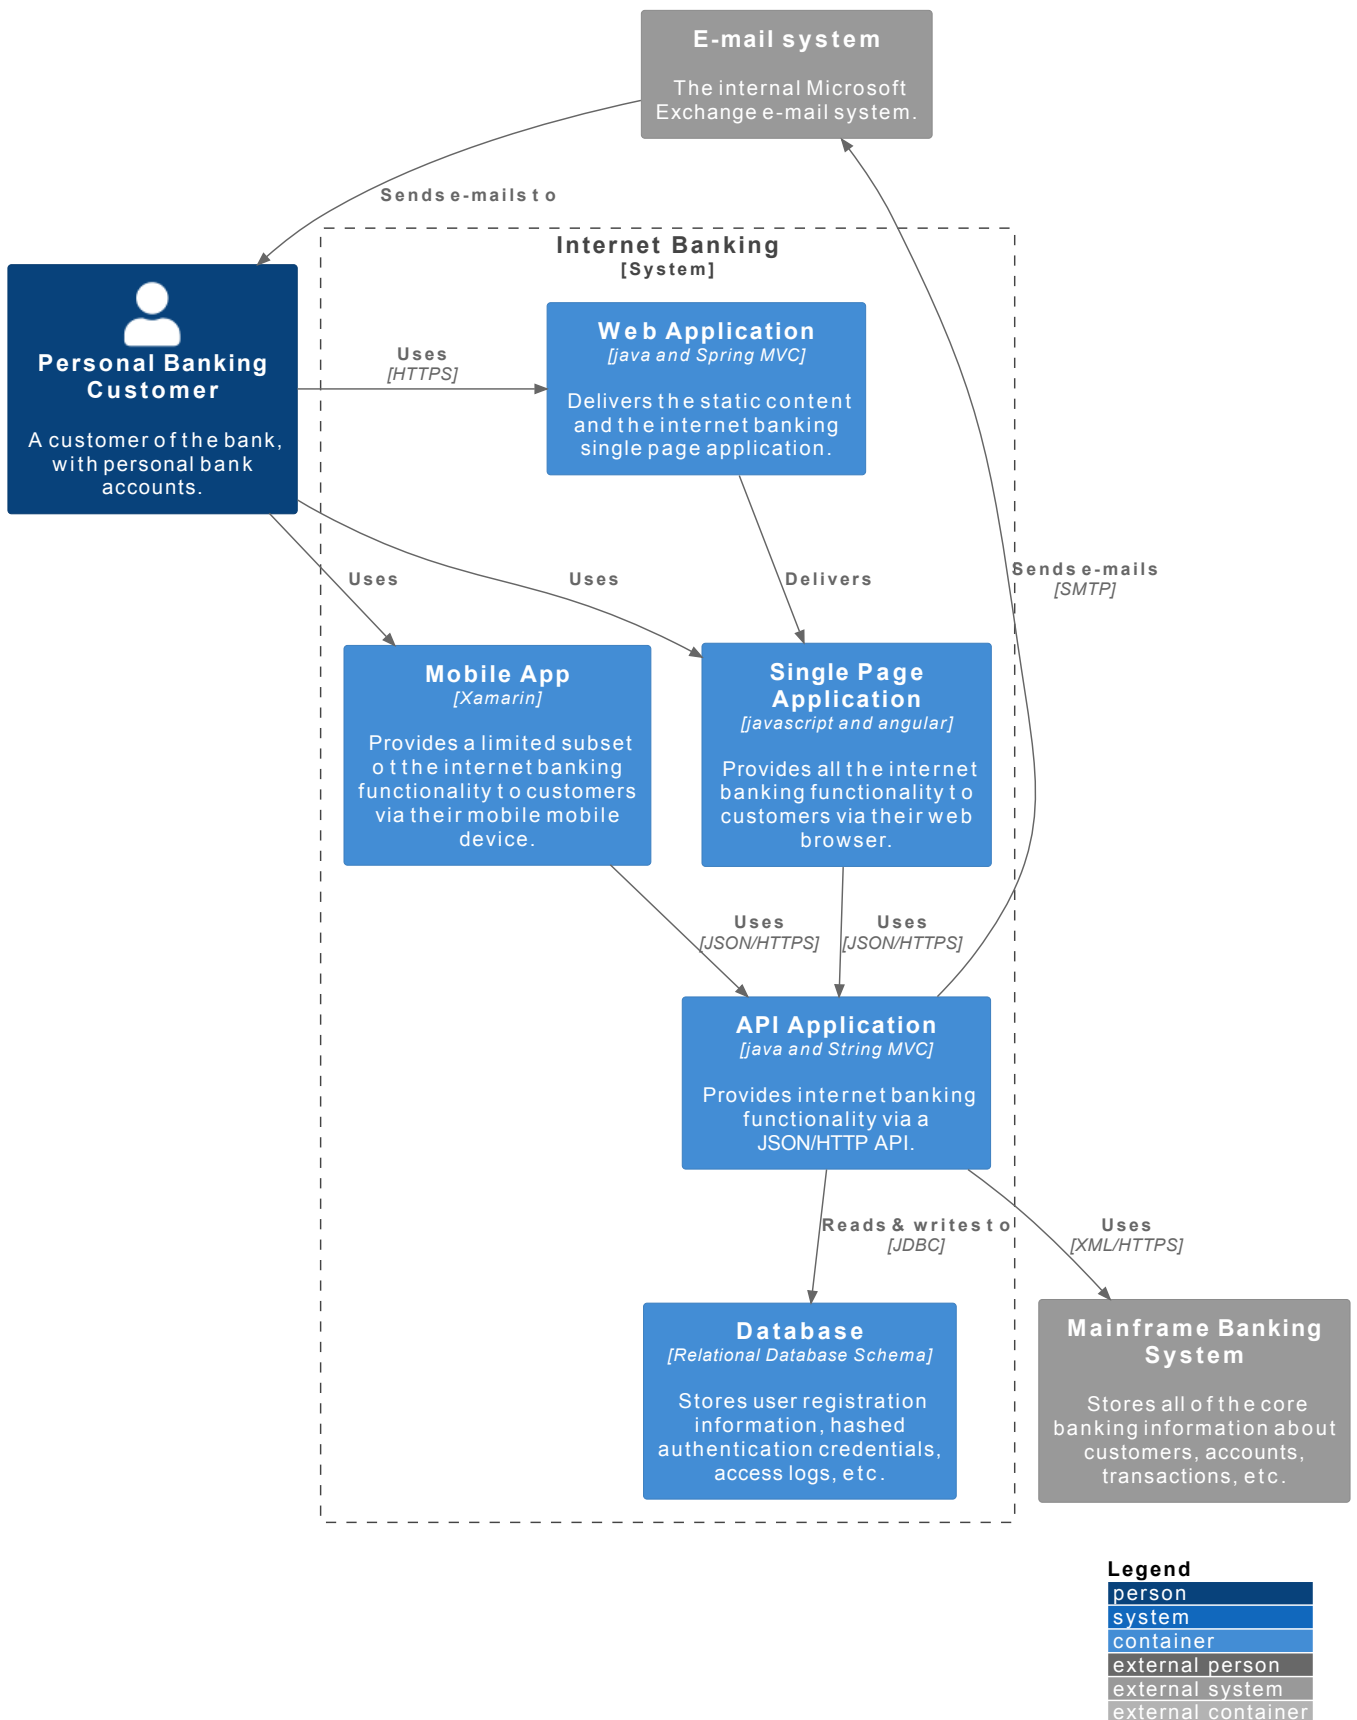 E-mail system
The internal Microsoft
Exchange e-mail system.
Sends e-mails to
Internet Banking
[System]
Personal Banking
Customer
A customer of the bank,
with personal bank
accounts.
Uses
[HTTPS]
Web Application
[java and Spring MVC]
Delivers the static content
and the internet banking
single page application.
Uses
Uses
Delivers
Sends e-mails
[SMTP]
Mobile App
[Xamarin]
Provides a limited subset
ot the internet banking
functionality to customers
via their mobile mobile
device.
Single Page
Application
[javascript and angular]
Provides all the internet
banking functionality to
customers via their web
browser.
Uses
[JSON/HTTPS]
Uses
[JSON/HTTPS]
API Application
[java and String MVC]
Provides internet banking
functionality via a
JSON/HTTP API.
Reads & writes to
[JDBC]
Uses
[XML/HTTPS]
Database
[Relational Database Schema]
Stores user registration
information, hashed
authentication credentials,
access logs, etc.
Mainframe Banking
System
Stores all of the core
banking information about
customers, accounts,
transactions, etc.
Legend
person
system
container
external person
external system
external container